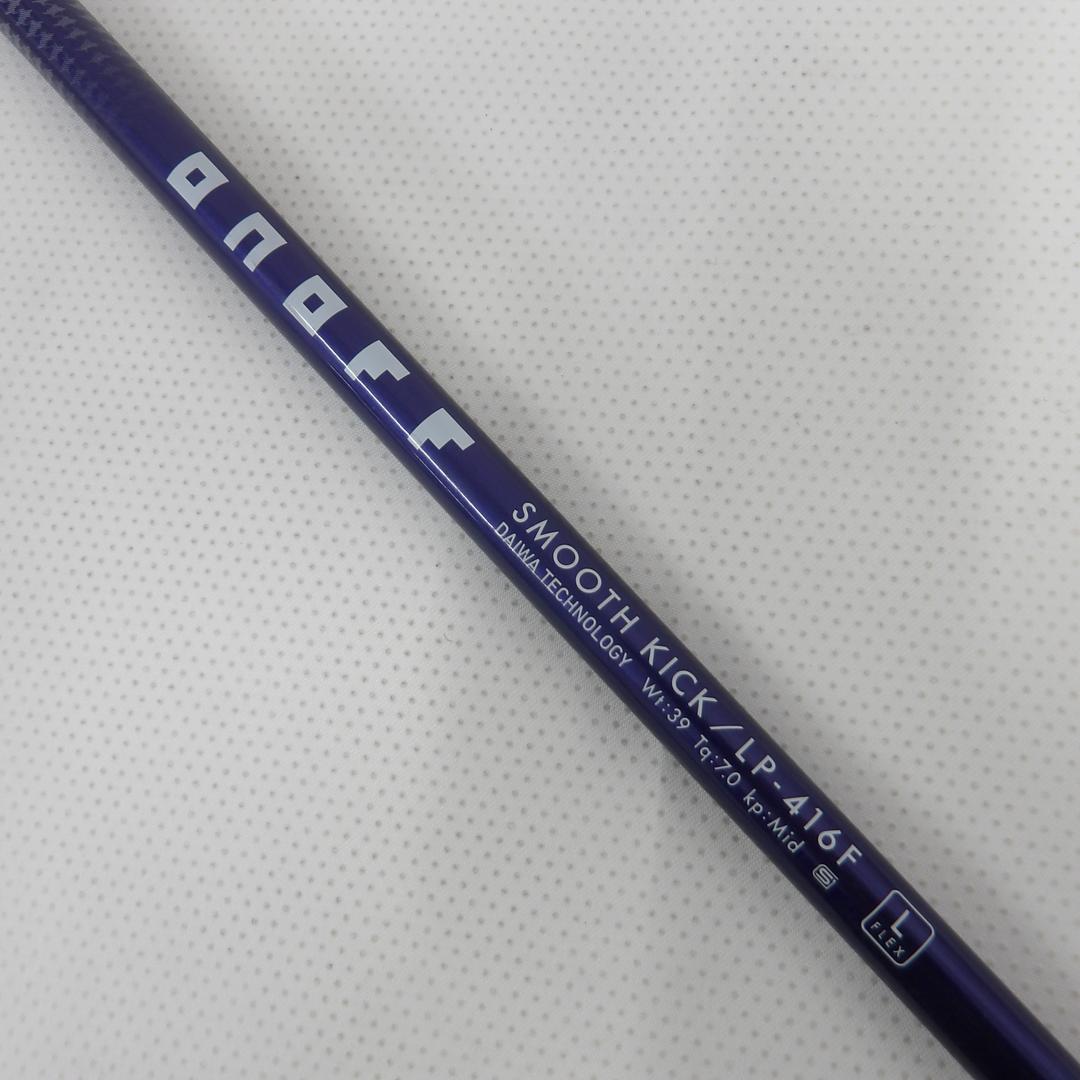 onoff
SMOOTH KICK / LP-416F
DAIWA TECHNOLOGY Wt:39 Tq:7.0 kp:Mid S
L
FLEX